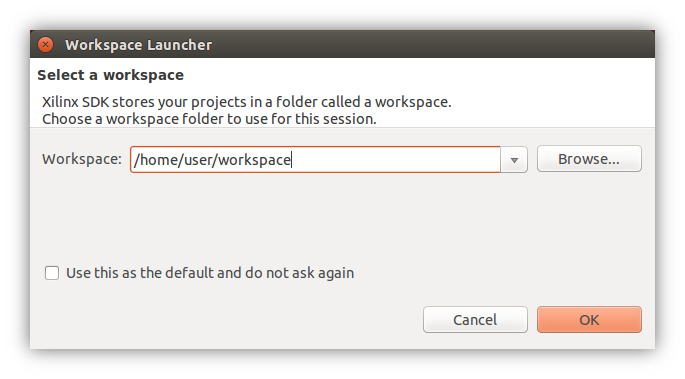 Workspace Launcher
Select a workspace
Xilinx SDK stores your projects in a folder called a workspace.
Choose a workspace folder to use for this session.
Workspace: /home/user/workspace Browse...
Use this as the default and do not ask again
Cancel OK